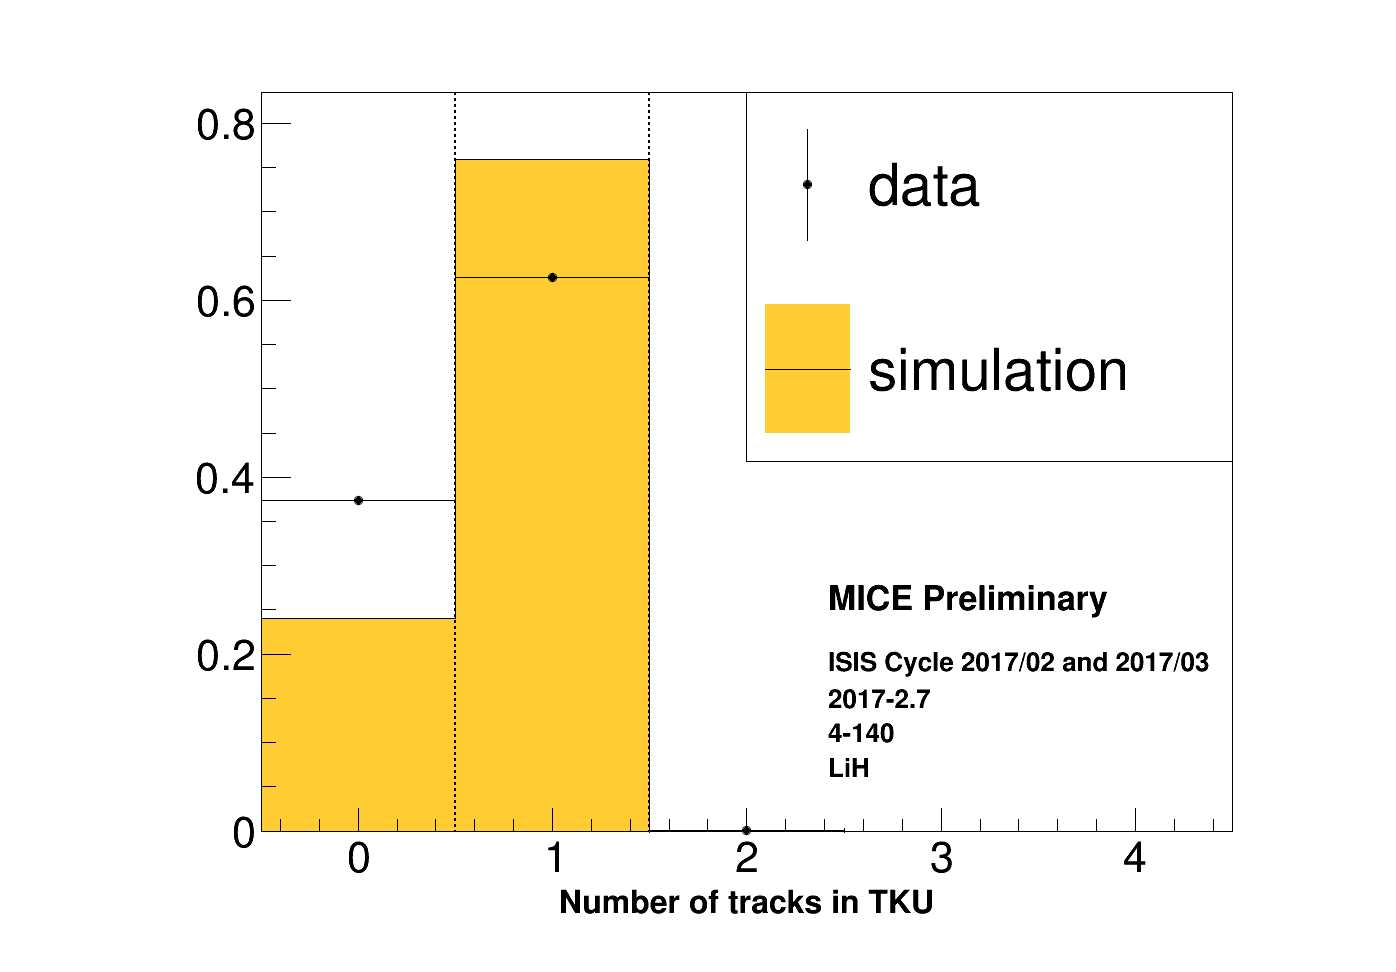 0.8
0.6
0.4
0.2
0
data
simulation
MICE Preliminary
ISIS Cycle 2017/02 and 2017/03
2017-2.7
4-140
LiH
0 1 2 3 4
Number of tracks in TKU